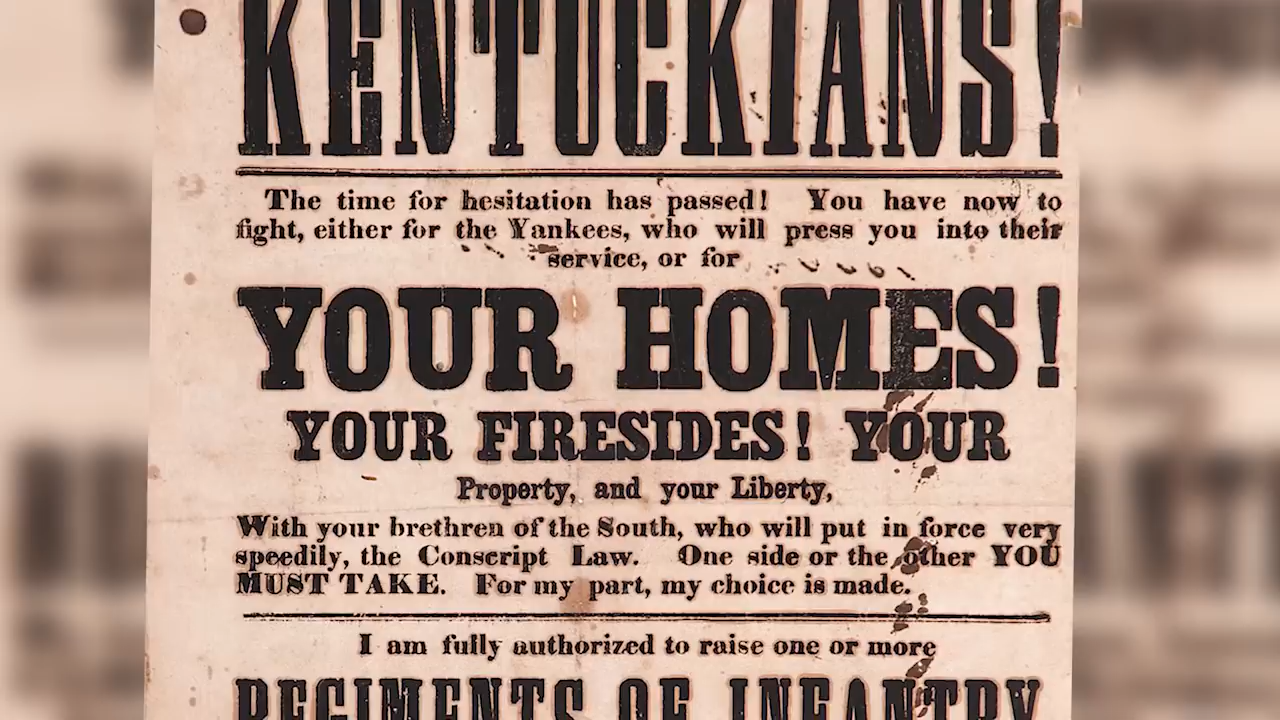 KENTUCKIANS!
The time for hesitation has passed! You have now to
fight, either for the Yankees, who will press you into their
service, or for
YOUR HOMES!
YOUR FIRESIDES! YOUR
Property, and your Liberty,
With your brethren of the South, who will put in force very
speedily, the Conscript Law. One side or the other YOU
MUST TAKE. For my part, my choice is made.
I am fully authorized to raise one or more
REGIMENTS OF INFANTRY